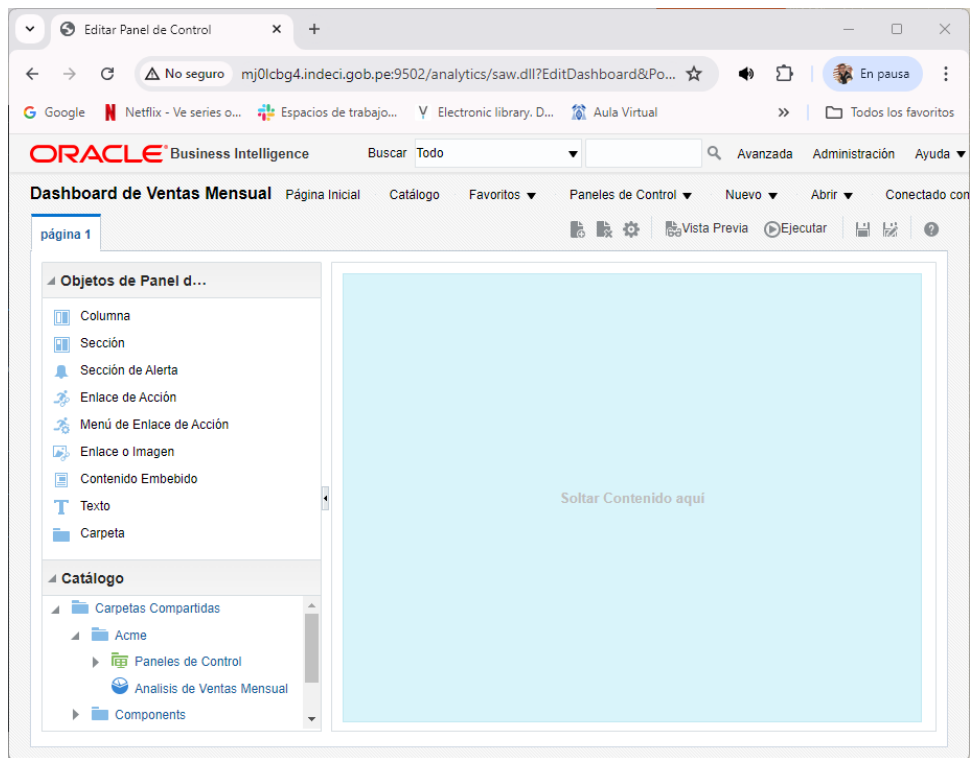 Editar Panel de Control
No seguro mj0lcbg4.indeci.gob.pe:9502/analytics/saw.dll?EditDashboard&Po...
En pausa
Google Netflix - Ve series o... Espacios de trabajo... Electronic library. D... Aula Virtual » Todos los favoritos
ORACLE Business Intelligence Buscar Todo Avanzada Administración Ayuda
Dashboard de Ventas Mensual Página Inicial Catálogo Favoritos Paneles de Control Nuevo Abrir Conectado con
página 1 Vista Previa Ejecutar
Objetos de Panel d...
Columna
Sección
Sección de Alerta
Enlace de Acción
Menú de Enlace de Acción
Enlace o Imagen
Contenido Embebido
Texto
Carpeta
Soltar Contenido aquí
Catálogo
Carpetas Compartidas
Acme
Paneles de Control
Analisis de Ventas Mensual
Components